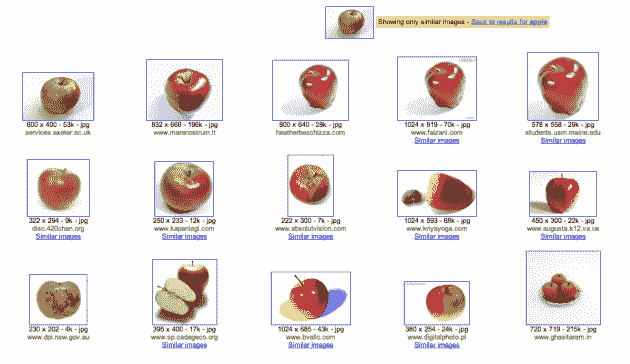 Showing only similar images - Back to results for apple
600 x 400 - 53k - jpg
services.exeter.ac.uk
832 x 666 - 196k - jpg
www.marenostrum.lt
800 x 640 - 28k - jpg
heatherbeschizza.com
1024 x 819 - 70k - jpg
www.faizani.com
Similar images
578 x 558 - 29k - jpg
students.usm.maine.edu
Similar images
322 x 294 - 9k - jpg
disc.420chan.org
Similar images
250 x 233 - 12k - jpg
www.kapanlagi.com
Similar images
222 x 300 - 7k - jpg
www.absolutvision.com
Similar images
1024 x 593 - 68k - jpg
www.kriyayoga.com
Similar images
450 x 300 - 22k - jpg
www.augusta.k12.va.us
Similar images
230 x 202 - 4k - jpg
www.dpi.nsw.gov.au
395 x 400 - 17k - jpg
www.sp.cadegeco.org
Similar images
1024 x 685 - 43k - jpg
www.bvallc.com
Similar images
380 x 254 - 24k - jpg
www.digitalphoto.pl
Similar images
720 x 719 - 215k - jpg
www.ghasitaram.in